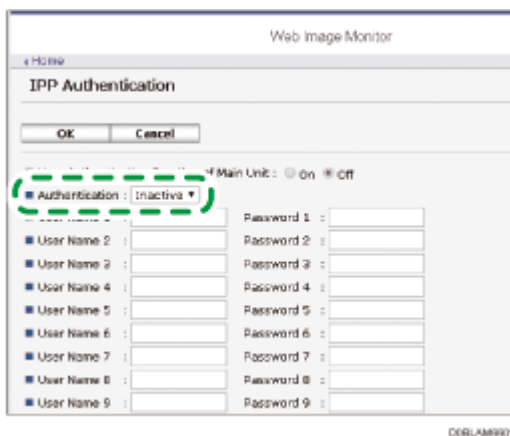 Web Image Monitor
Home
IPP Authentication
OK Cancel
of Main Unit : On Off
Authentication : Inactive
Password 1 :
User Name 2 : Password 2 :
User Name 3 : Password 3 :
User Name 4 : Password 4 :
User Name 5 : Password 5 :
User Name 6 : Password 6 :
User Name 7 : Password 7 :
User Name 8 : Password 8 :
User Name 9 : Password 9 :